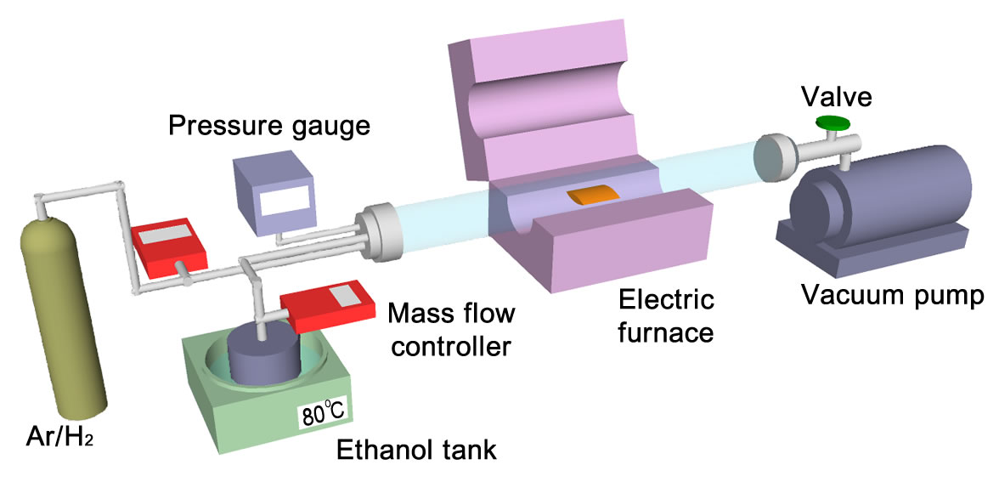 Valve
Pressure gauge
Electric
furnace
Vacuum pump
Mass flow
controller
80°C
Ar/H₂
Ethanol tank